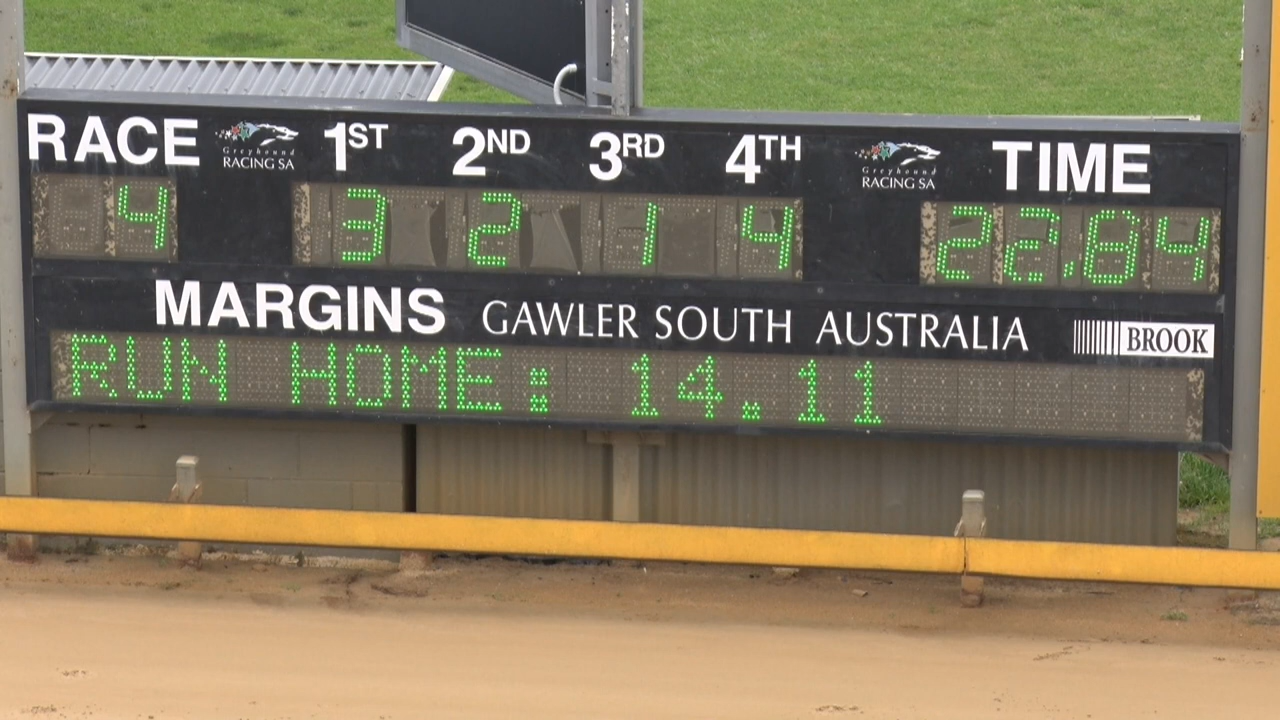 RACE Greyhound RACING SA 1ST 2ND 3RD 4TH Greyhound RACING SA TIME
4 3 2 1 4 22.84
MARGINS GAWLER SOUTH AUSTRALIA BROOK
RUN HOME: 14.11